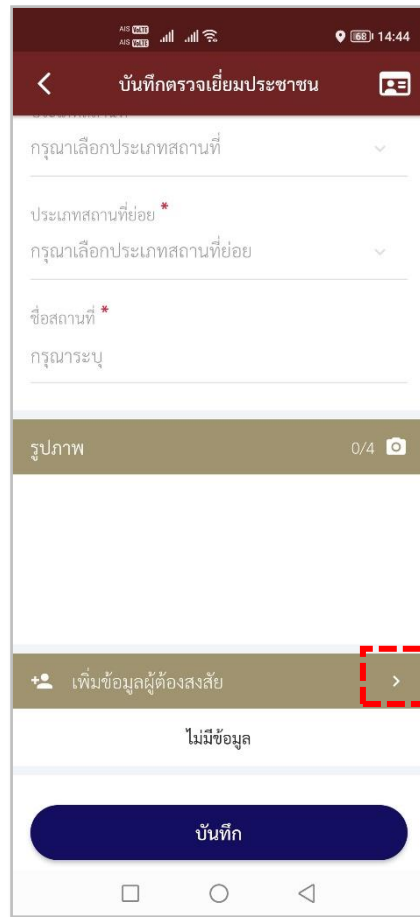 AIS VoLTE
AIS VoLTE
68 14:44
บันทึกตรวจเยี่ยมประชาชน
กรุณาเลือกประเภทสถานที่
ประเภทสถานที่ย่อย *
กรุณาเลือกประเภทสถานที่ย่อย
ชื่อสถานที่ *
กรุณาระบุ
รูปภาพ 0/4
เพิ่มข้อมูลผู้ต้องสงสัย
ไม่มีข้อมูล
บันทึก